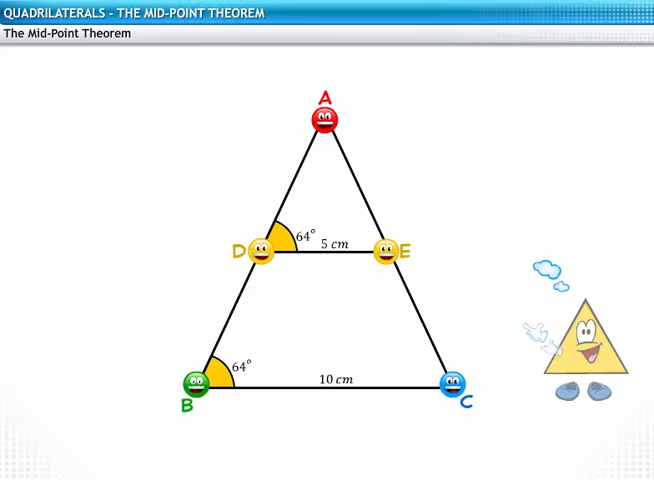 QUADRILATERALS - THE MID-POINT THEOREM
The Mid-Point Theorem
A
64°
D
5 cm
E
64°
10 cm
B
C